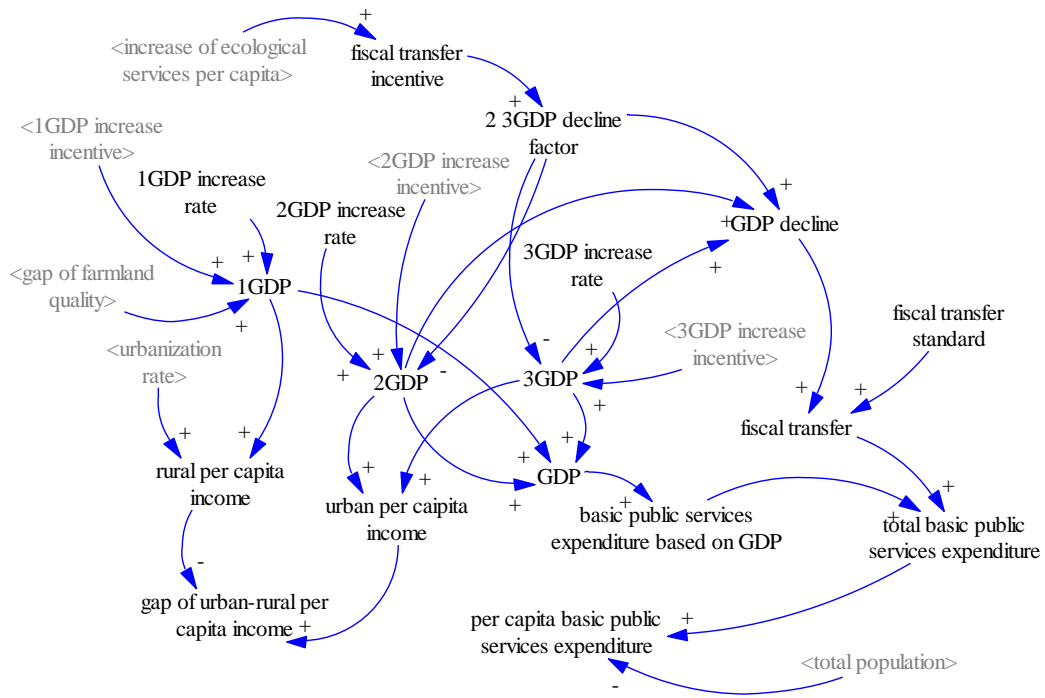 <increase of ecological
services per capita>
fiscal transfer
incentive
2 3GDP decline
factor
<1GDP increase
incentive>
<2GDP increase
incentive>
1GDP increase
rate
2GDP increase
rate
GDP decline
3GDP increase
rate
<gap of farmland
quality>
1GDP
fiscal transfer
standard
<urbanization
rate>
<3GDP increase
incentive>
2GDP
3GDP
fiscal transfer
rural per capita
income
GDP
urban per caipita
income
basic public services
expenditure based on GDP
total basic public
services expenditure
gap of urban-rural per
capita income
per capita basic public
services expenditure
<total population>